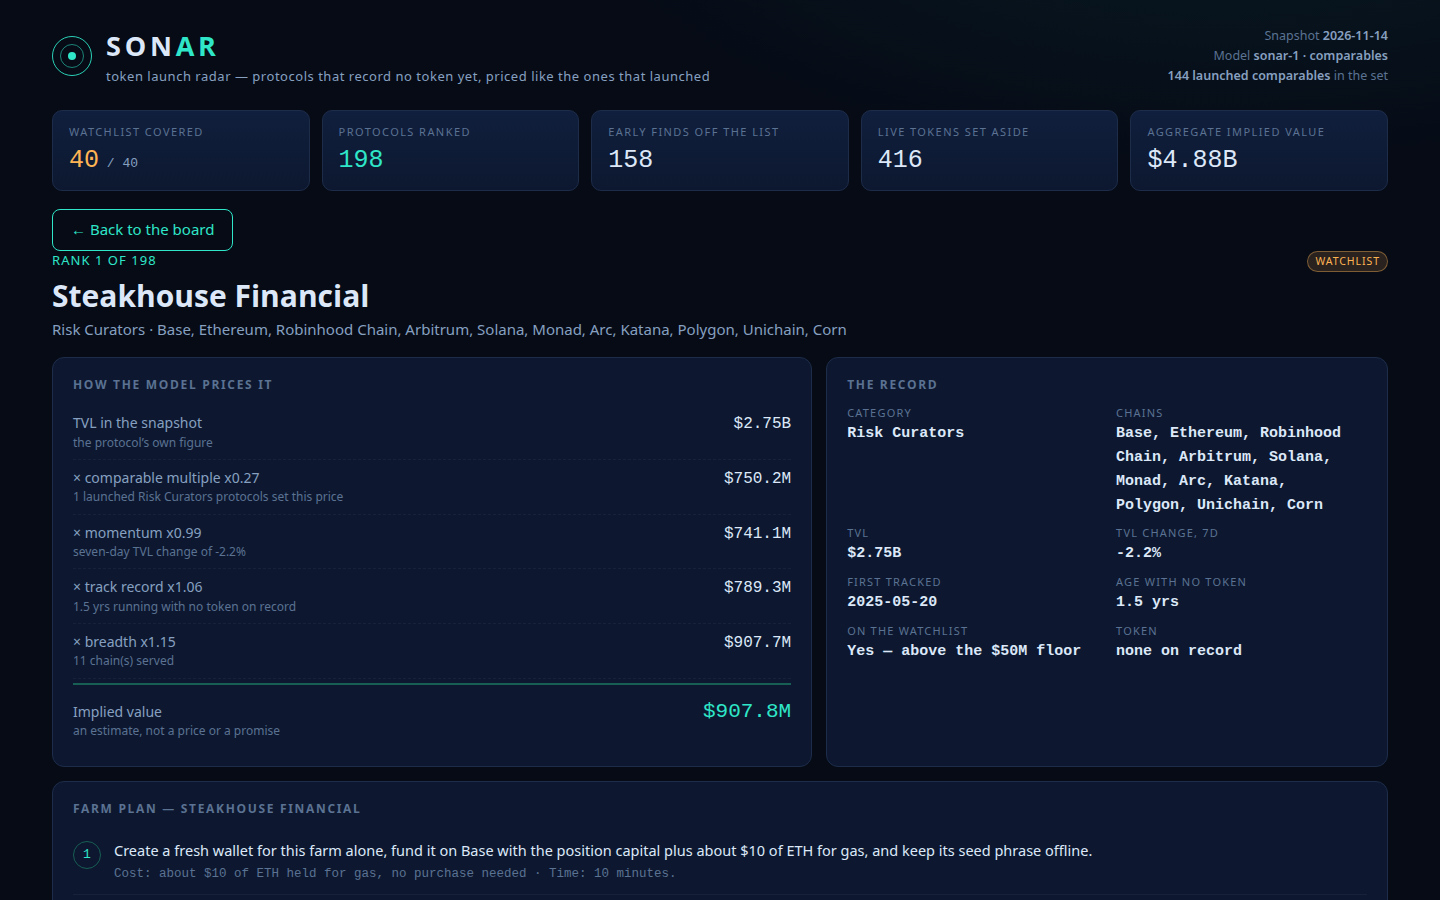 SONAR
token launch radar — protocols that record no token yet, priced like the ones that launched
Snapshot 2026-11-14
Model sonar-1 · comparables
144 launched comparables in the set
WATCHLIST COVERED
40 / 40
PROTOCOLS RANKED
198
EARLY FINDS OFF THE LIST
158
LIVE TOKENS SET ASIDE
416
AGGREGATE IMPLIED VALUE
$4.88B
← Back to the board
RANK 1 OF 198
WATCHLIST
Steakhouse Financial
Risk Curators · Base, Ethereum, Robinhood Chain, Arbitrum, Solana, Monad, Arc, Katana, Polygon, Unichain, Corn
HOW THE MODEL PRICES IT
TVL in the snapshot
$2.75B
the protocol's own figure
× comparable multiple x0.27
$750.2M
1 launched Risk Curators protocols set this price
× momentum x0.99
$741.1M
seven-day TVL change of -2.2%
× track record x1.06
$789.3M
1.5 yrs running with no token on record
× breadth x1.15
$907.7M
11 chain(s) served
Implied value
$907.8M
an estimate, not a price or a promise
THE RECORD
CATEGORY
Risk Curators
CHAINS
Base, Ethereum, Robinhood
Chain, Arbitrum, Solana,
Monad, Arc, Katana,
Polygon, Unichain, Corn
TVL
$2.75B
TVL CHANGE, 7D
-2.2%
FIRST TRACKED
2025-05-20
AGE WITH NO TOKEN
1.5 yrs
ON THE WATCHLIST
Yes — above the $50M floor
TOKEN
none on record
FARM PLAN — STEAKHOUSE FINANCIAL
1
Create a fresh wallet for this farm alone, fund it on Base with the position capital plus about $10 of ETH for gas, and keep its seed phrase offline.
Cost: about $10 of ETH held for gas, no purchase needed · Time: 10 minutes.